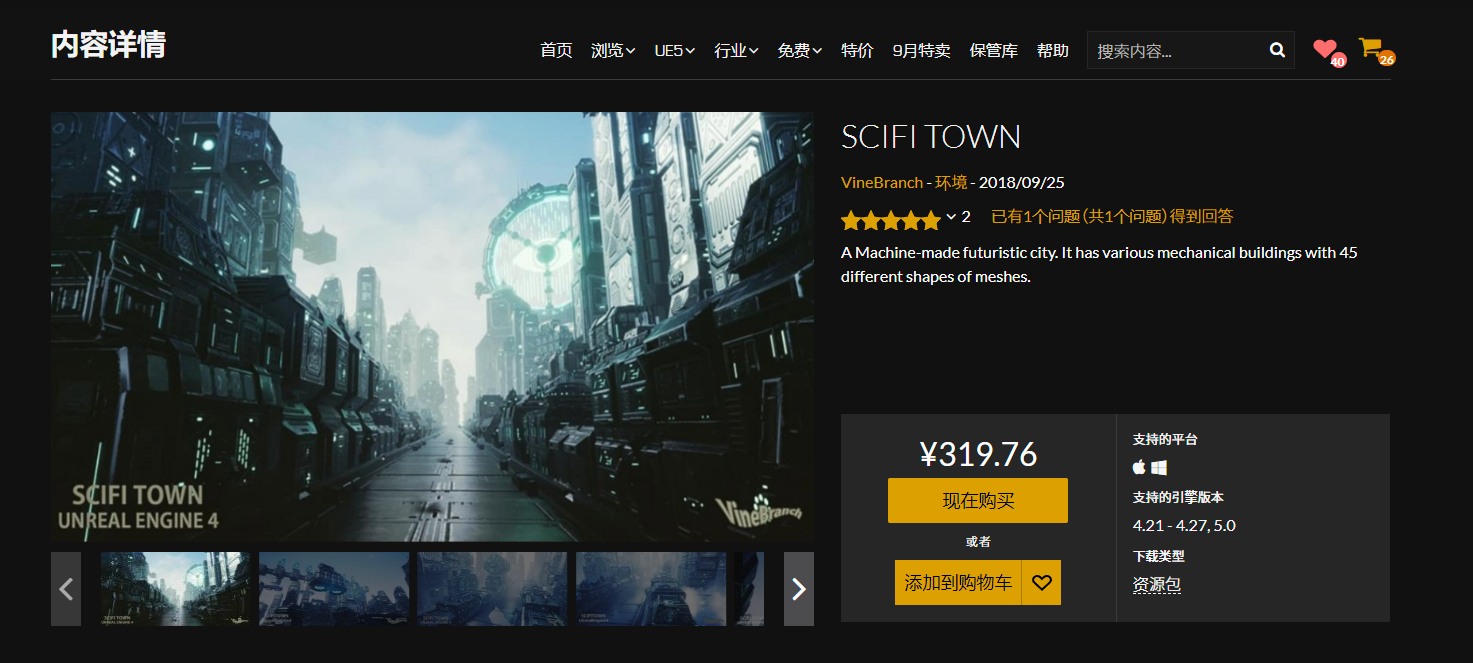 内容详情
首页 浏览 UE5 行业 免费 特价 9月特卖 保管库 帮助 搜索内容... 40 26
SCIFI TOWN
VineBranch - 环境 - 2018/09/25
2 已有1个问题 (共1个问题) 得到回答
A Machine-made futuristic city. It has various mechanical buildings with 45
different shapes of meshes.
SCIFI TOWN
UNREAL ENGINE 4
VineBranch
¥319.76
现在购买
或者
添加到购物车
支持的平台
支持的引擎版本
4.21 - 4.27, 5.0
下载类型
资源包